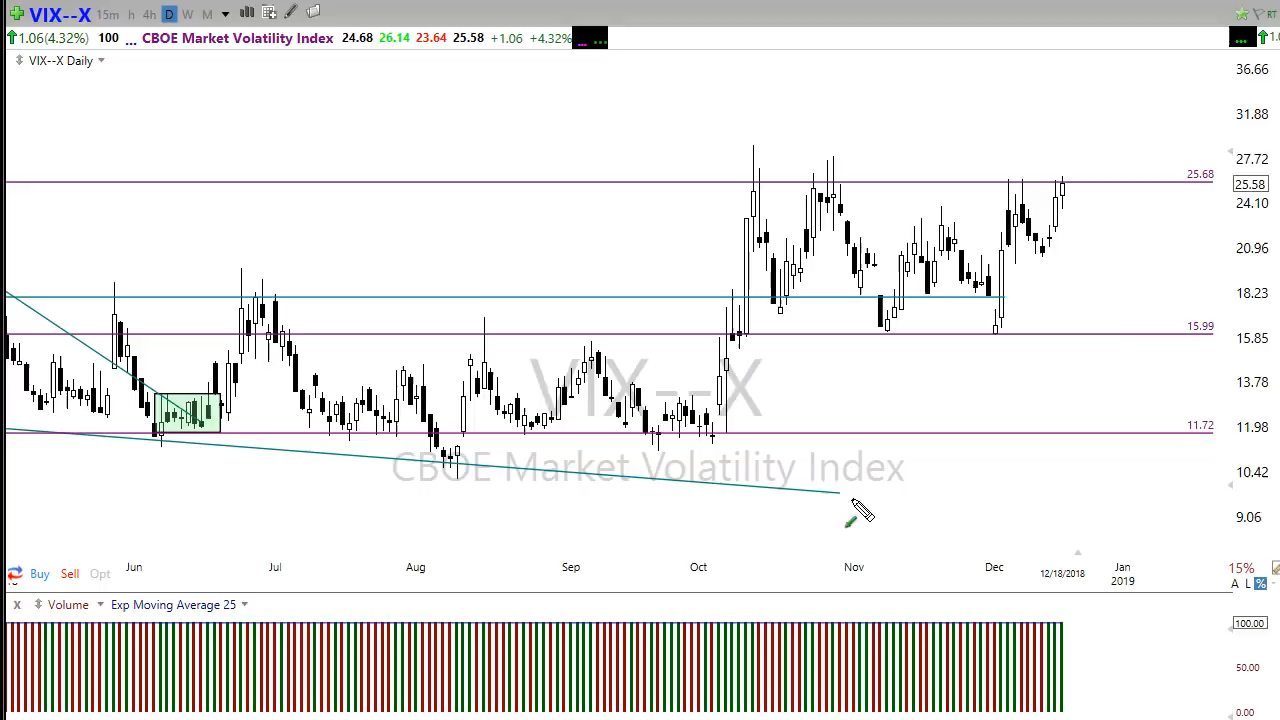 VIX--X 15m h 4h D W M RT
1.06(4.32%) 100 ... CBOE Market Volatility Index 24.68 26.14 23.64 25.58 +1.06 +4.32% ... ... ... 1.0
VIX--X Daily
36.66
31.88
27.72
25.68
25.58
24.10
20.96
18.23
15.99
15.85
13.78
VIX--X
11.72
11.98
CBOE Market Volatility Index
10.42
9.06
Jun Jul Aug Sep Oct Nov Dec 12/18/2018 Jan
2019
Buy Sell Opt 15%
A L %
X Volume Exp Moving Average 25
100.00
50.00
0.00